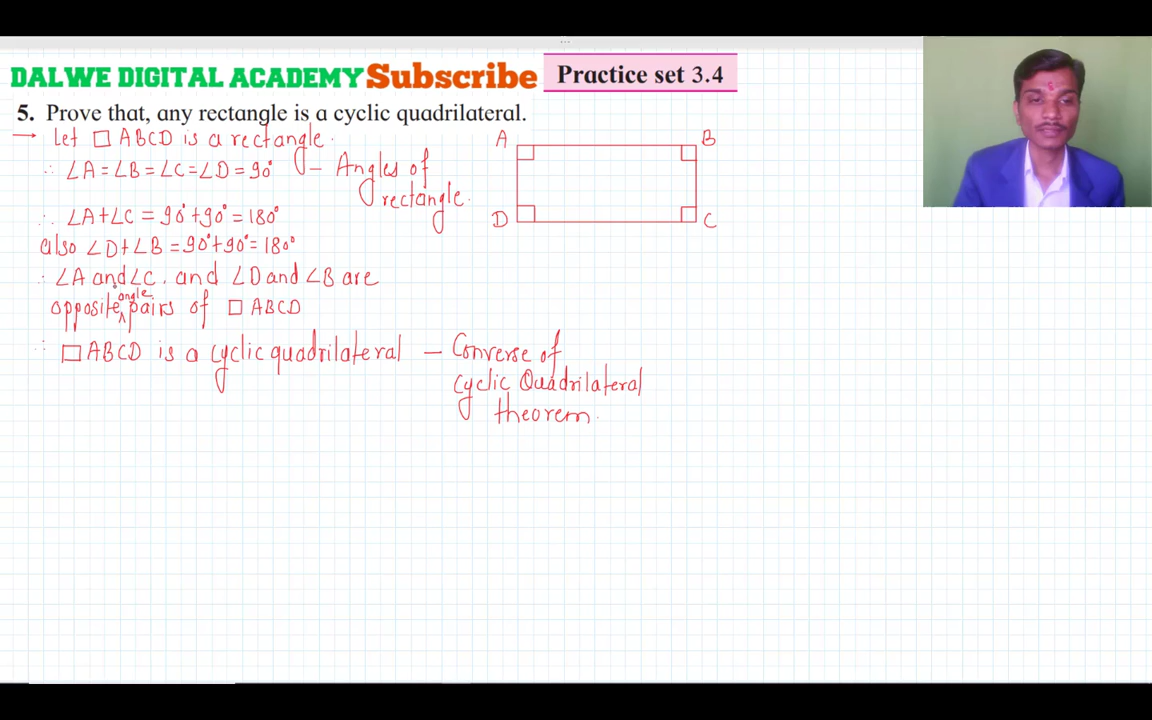 DALWE DIGITAL ACADEMY Subscribe Practice set 3.4
5. Prove that, any rectangle is a cyclic quadrilateral.
→ Let □ ABCD is a rectangle.
∴ ∠A = ∠B = ∠C = ∠D = 90° – Angles of
rectangle.
∴ ∠A + ∠C = 90° + 90° = 180°
also ∠D + ∠B = 90° + 90° = 180°
∴ ∠A and ∠C, and ∠D and ∠B are
opposite angle pairs of □ ABCD
∴ □ ABCD is a cyclic quadrilateral – Converse of
cyclic Quadrilateral
theorem.
A B
D C